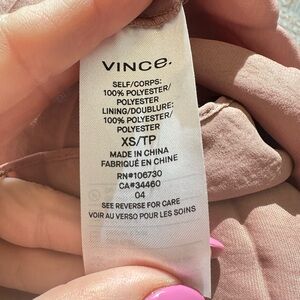 VINCE.
SELF/CORPS:
100% POLYESTER/
POLYESTER
LINING/DOUBLURE:
100% POLYESTER/
POLYESTER
XS/TP
MADE IN CHINA
FABRIQUÉ EN CHINE
RN#106730
CA#34460
04
SEE REVERSE FOR CARE
VOIR AU VERSO POUR LES SOINS